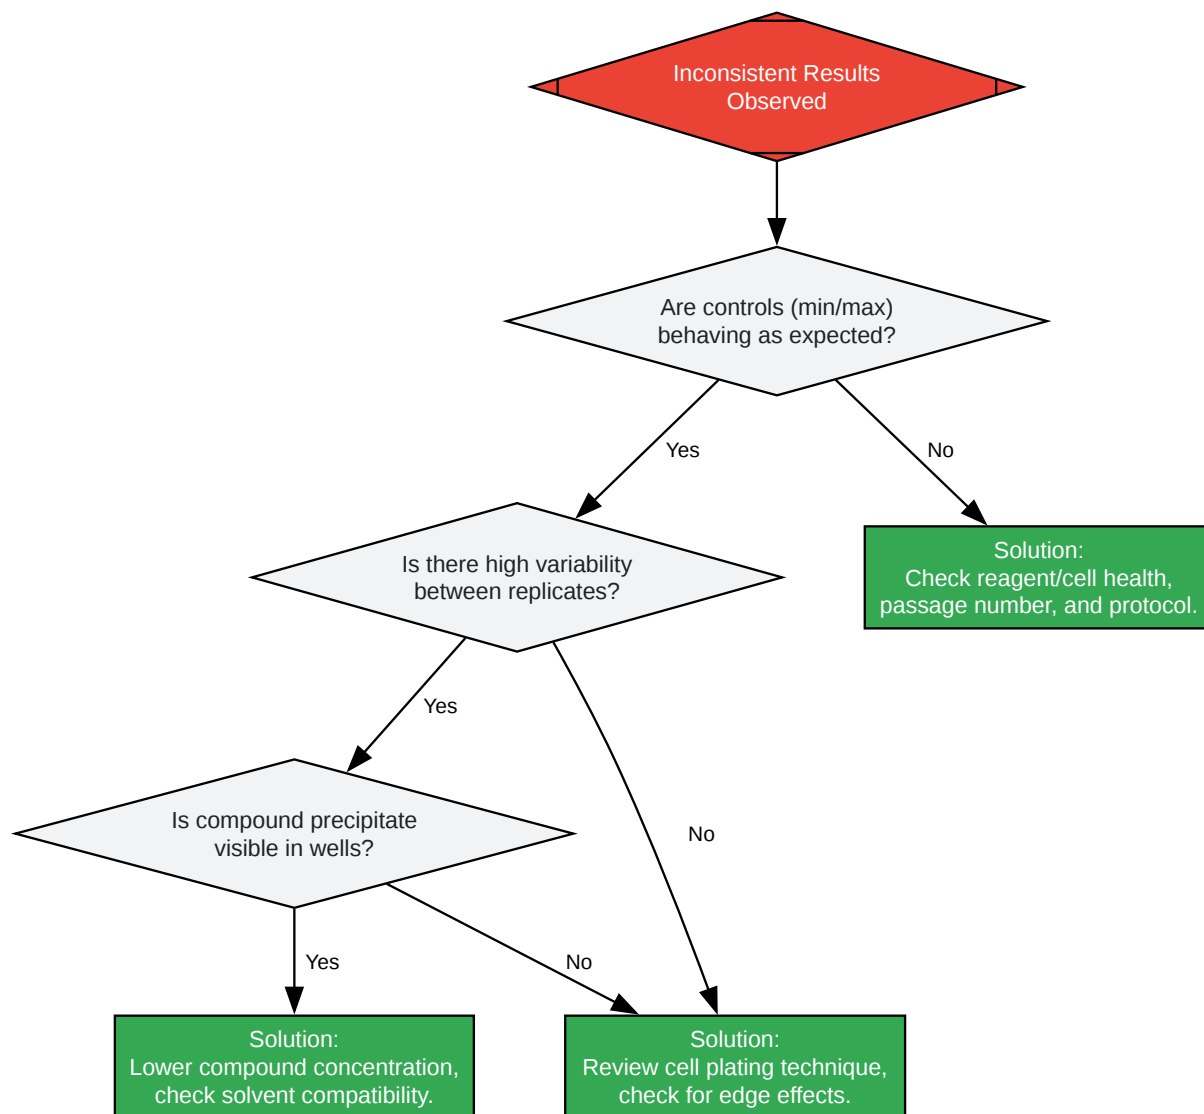 Inconsistent Results
Observed
Are controls (min/max)
behaving as expected?
Yes
No
Is there high variability
between replicates?
Solution:
Check reagent/cell health,
passage number, and protocol.
Yes
No
Is compound precipitate
visible in wells?
Yes
No
Solution:
Lower compound concentration,
check solvent compatibility.
Solution:
Review cell plating technique,
check for edge effects.